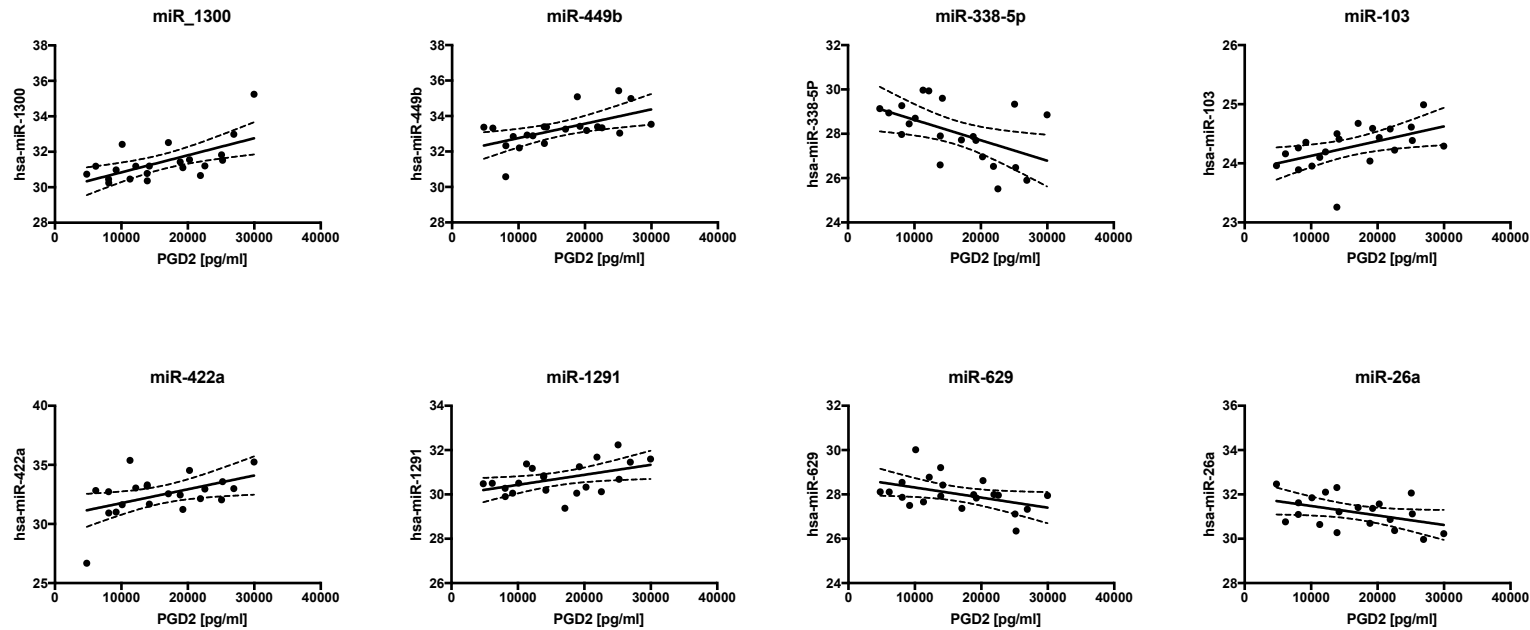 miR_1300
38
36
34
32
30
28
hsa-miR-1300
0 10000 20000 30000 40000
PGD2 [pg/ml]
miR-449b
38
36
34
32
30
28
hsa-miR-449b
0 10000 20000 30000 40000
PGD2 [pg/ml]
miR-338-5p
32
30
28
26
24
hsa-miR-338-5P
0 10000 20000 30000 40000
PGD2 [pg/ml]
miR-103
26
25
24
23
hsa-miR-103
0 10000 20000 30000 40000
PGD2 [pg/ml]
miR-422a
40
35
30
25
hsa-miR-422a
0 10000 20000 30000 40000
PGD2 [pg/ml]
miR-1291
34
32
30
28
26
hsa-miR-1291
0 10000 20000 30000 40000
PGD2 [pg/ml]
miR-629
32
30
28
26
24
hsa-miR-629
0 10000 20000 30000 40000
PGD2 [pg/ml]
miR-26a
36
34
32
30
28
hsa-miR-26a
0 10000 20000 30000 40000
PGD2 [pg/ml]